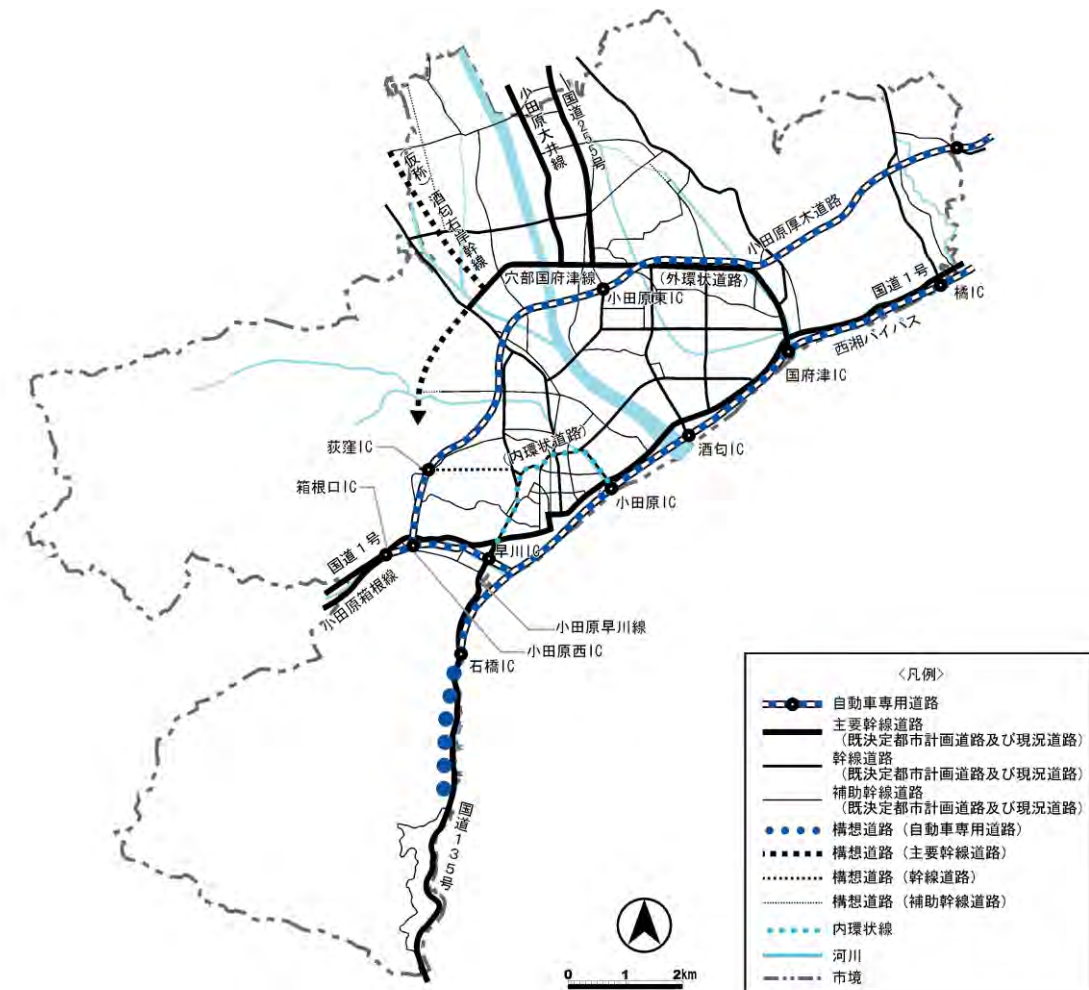 小田原大井線
国道255号
(仮称)酒匂右岸幹線
小田原厚木道路
穴部国府津線
(外環状道路)
小田原東IC
国道1号
橘IC
西湘バイパス
国府津IC
酒匂IC
荻窪IC
(内環状道路)
箱根口IC
小田原IC
国道1号
早川IC
小田原箱根線
小田原早川線
小田原西IC
石橋IC
国道135号
0 1 2km
<凡例>
自動車専用道路
主要幹線道路
(既決定都市計画道路及び現況道路)
幹線道路
(既決定都市計画道路及び現況道路)
補助幹線道路
(既決定都市計画道路及び現況道路)
構想道路(自動車専用道路)
構想道路(主要幹線道路)
構想道路(幹線道路)
構想道路(補助幹線道路)
内環状線
河川
市境